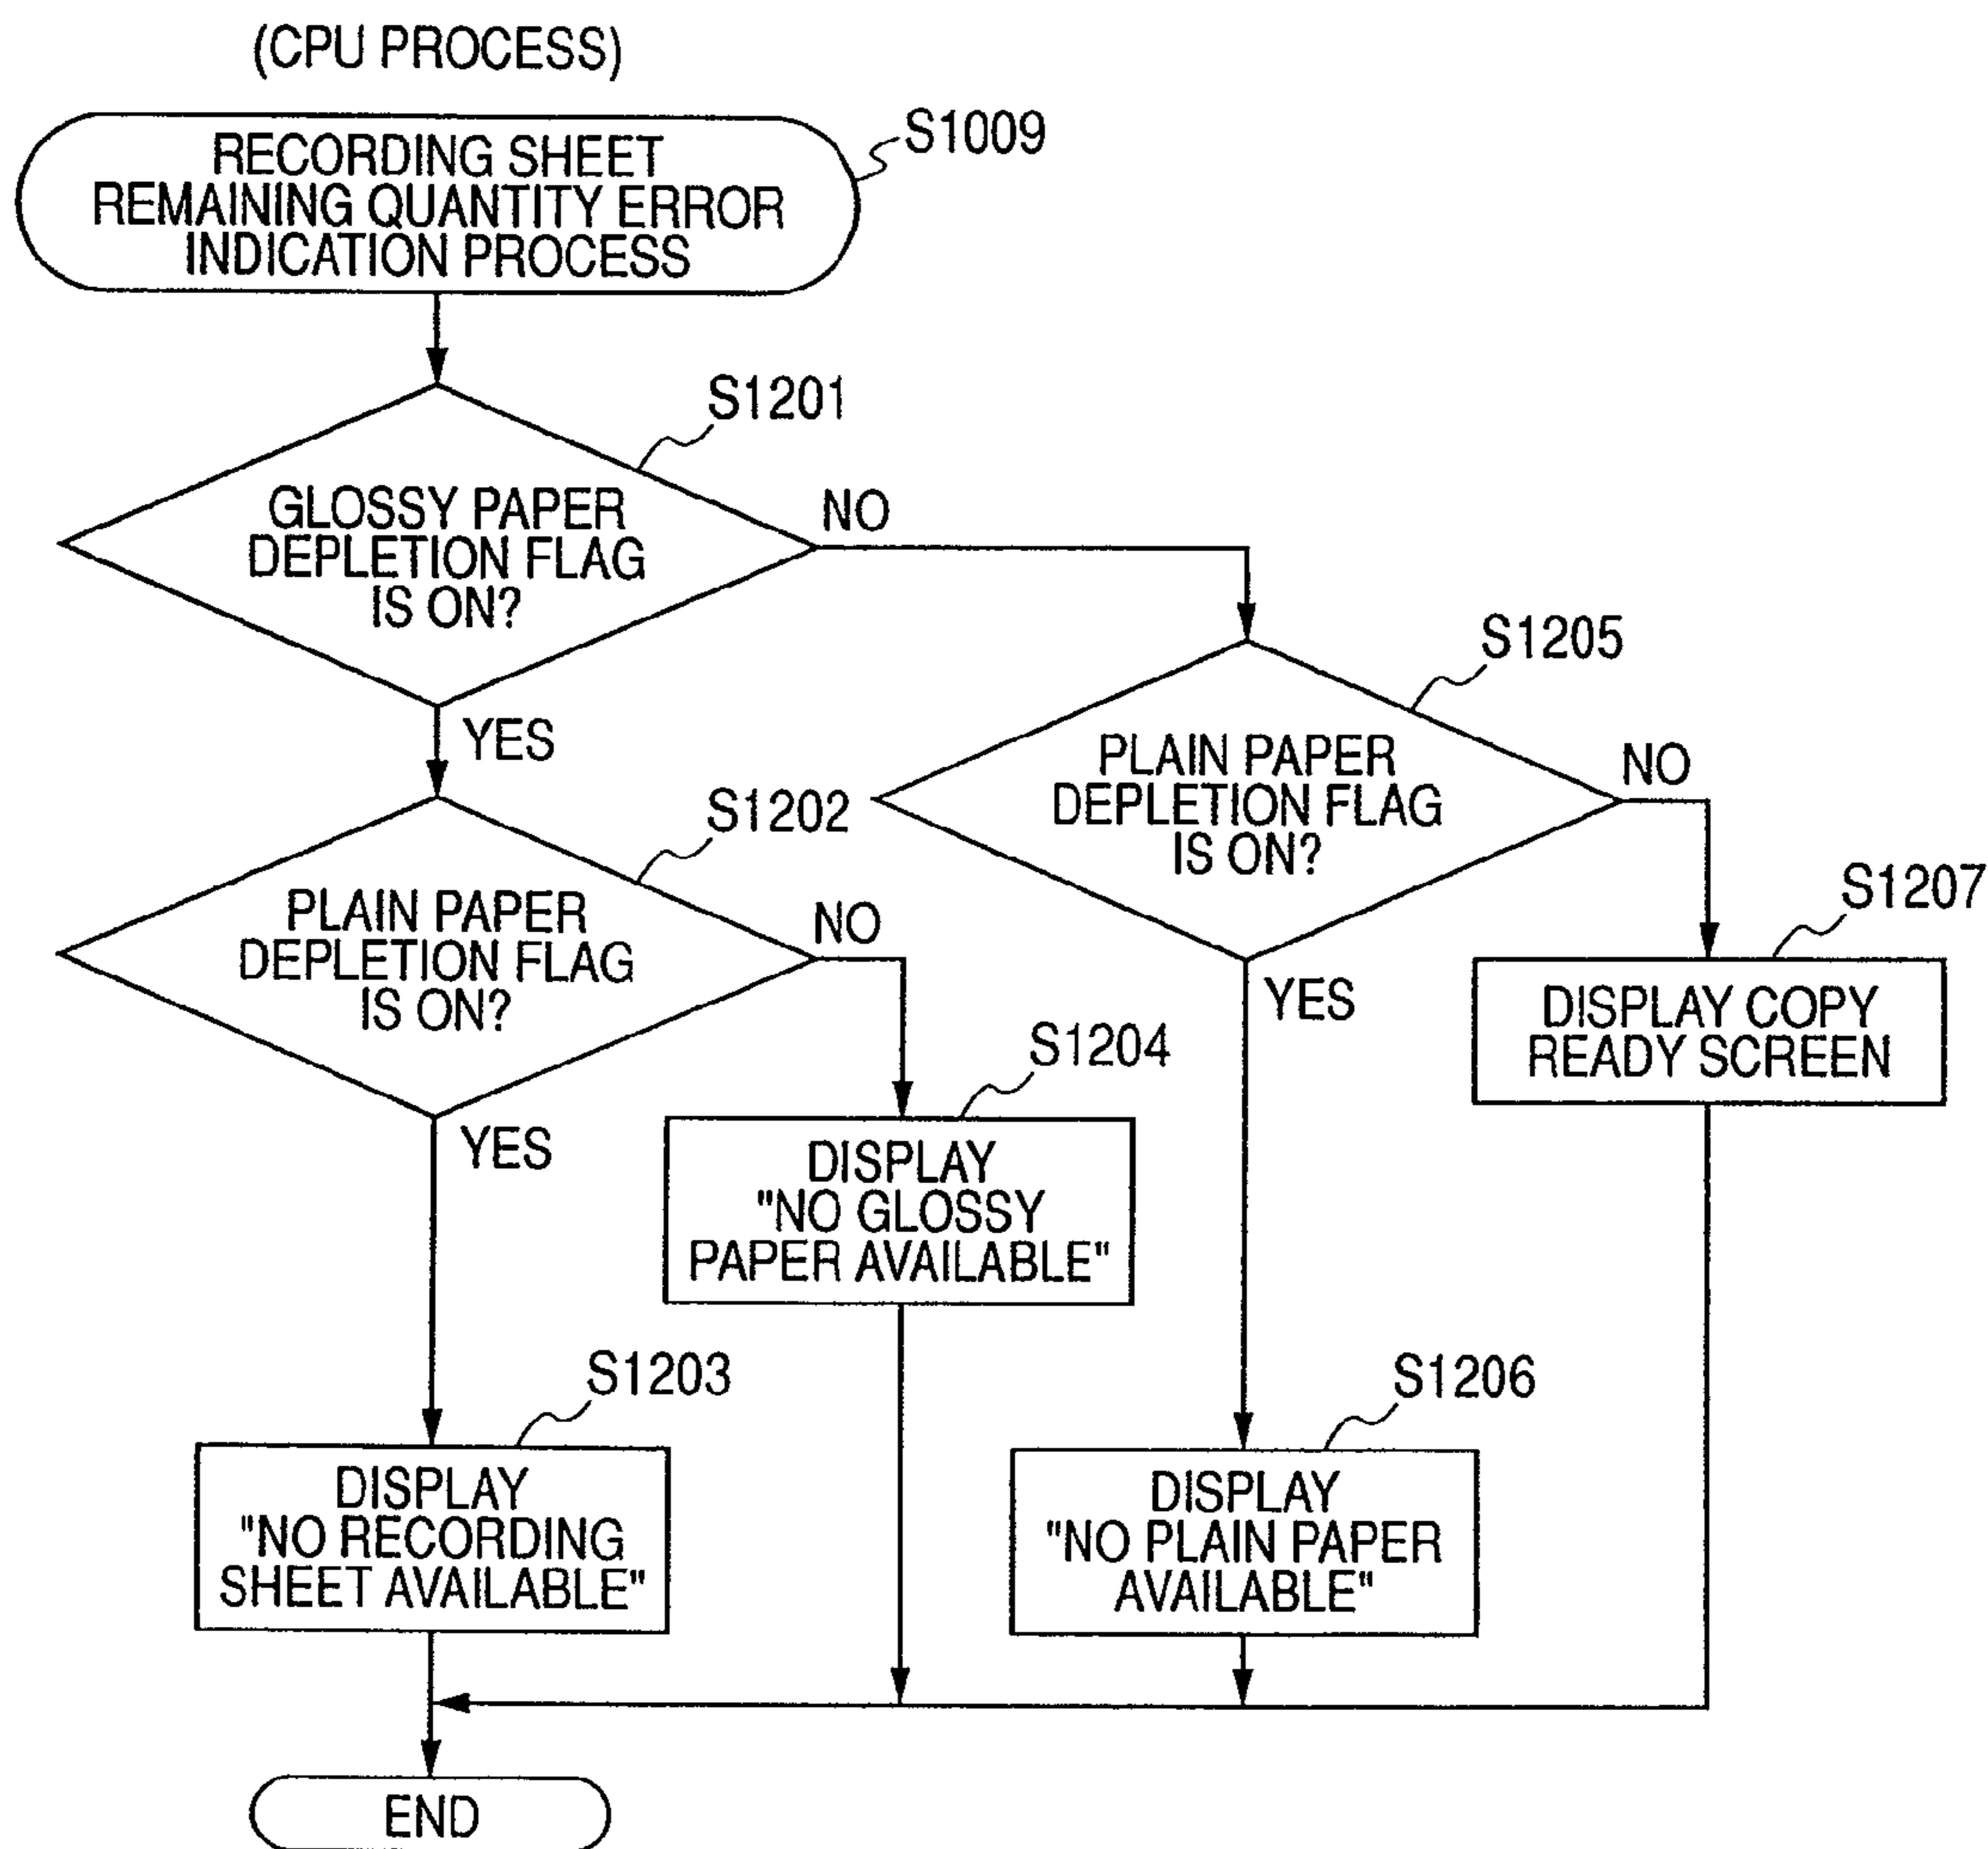 (CPU PROCESS)
S1009
RECORDING SHEET
REMAINING QUANTITY ERROR
INDICATION PROCESS
S1201
GLOSSY PAPER
DEPLETION FLAG
IS ON?
NO
YES
S1205
PLAIN PAPER
DEPLETION FLAG
IS ON?
NO
YES
S1202
PLAIN PAPER
DEPLETION FLAG
IS ON?
NO
YES
S1207
DISPLAY COPY
READY SCREEN
S1204
DISPLAY
"NO GLOSSY
PAPER AVAILABLE"
S1203
DISPLAY
"NO RECORDING
SHEET AVAILABLE"
S1206
DISPLAY
"NO PLAIN PAPER
AVAILABLE"
END